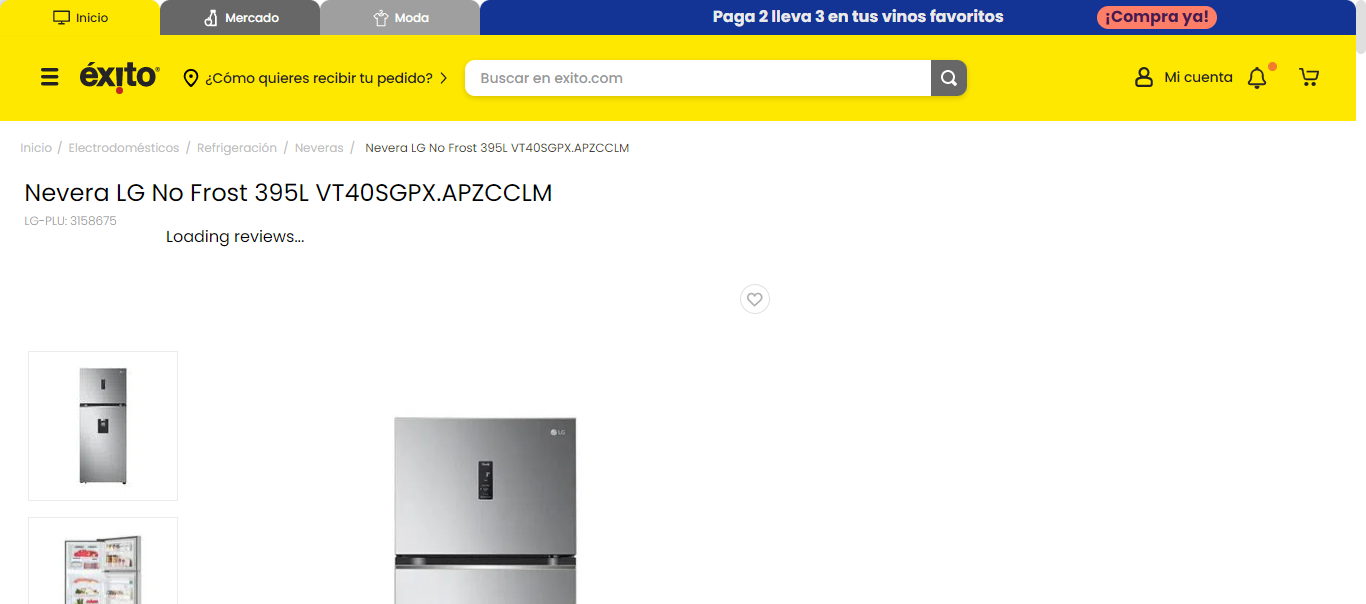 Inicio
Mercado
Moda
Paga 2 lleva 3 en tus vinos favoritos
¡Compra ya!
éxito
¿Cómo quieres recibir tu pedido?
Buscar en exito.com
Mi cuenta
Inicio / Electrodomésticos / Refrigeración / Neveras / Nevera LG No Frost 395L VT40SGPX.APZCCLM
Nevera LG No Frost 395L VT40SGPX.APZCCLM
LG-PLU: 3158675
Loading reviews...
LG